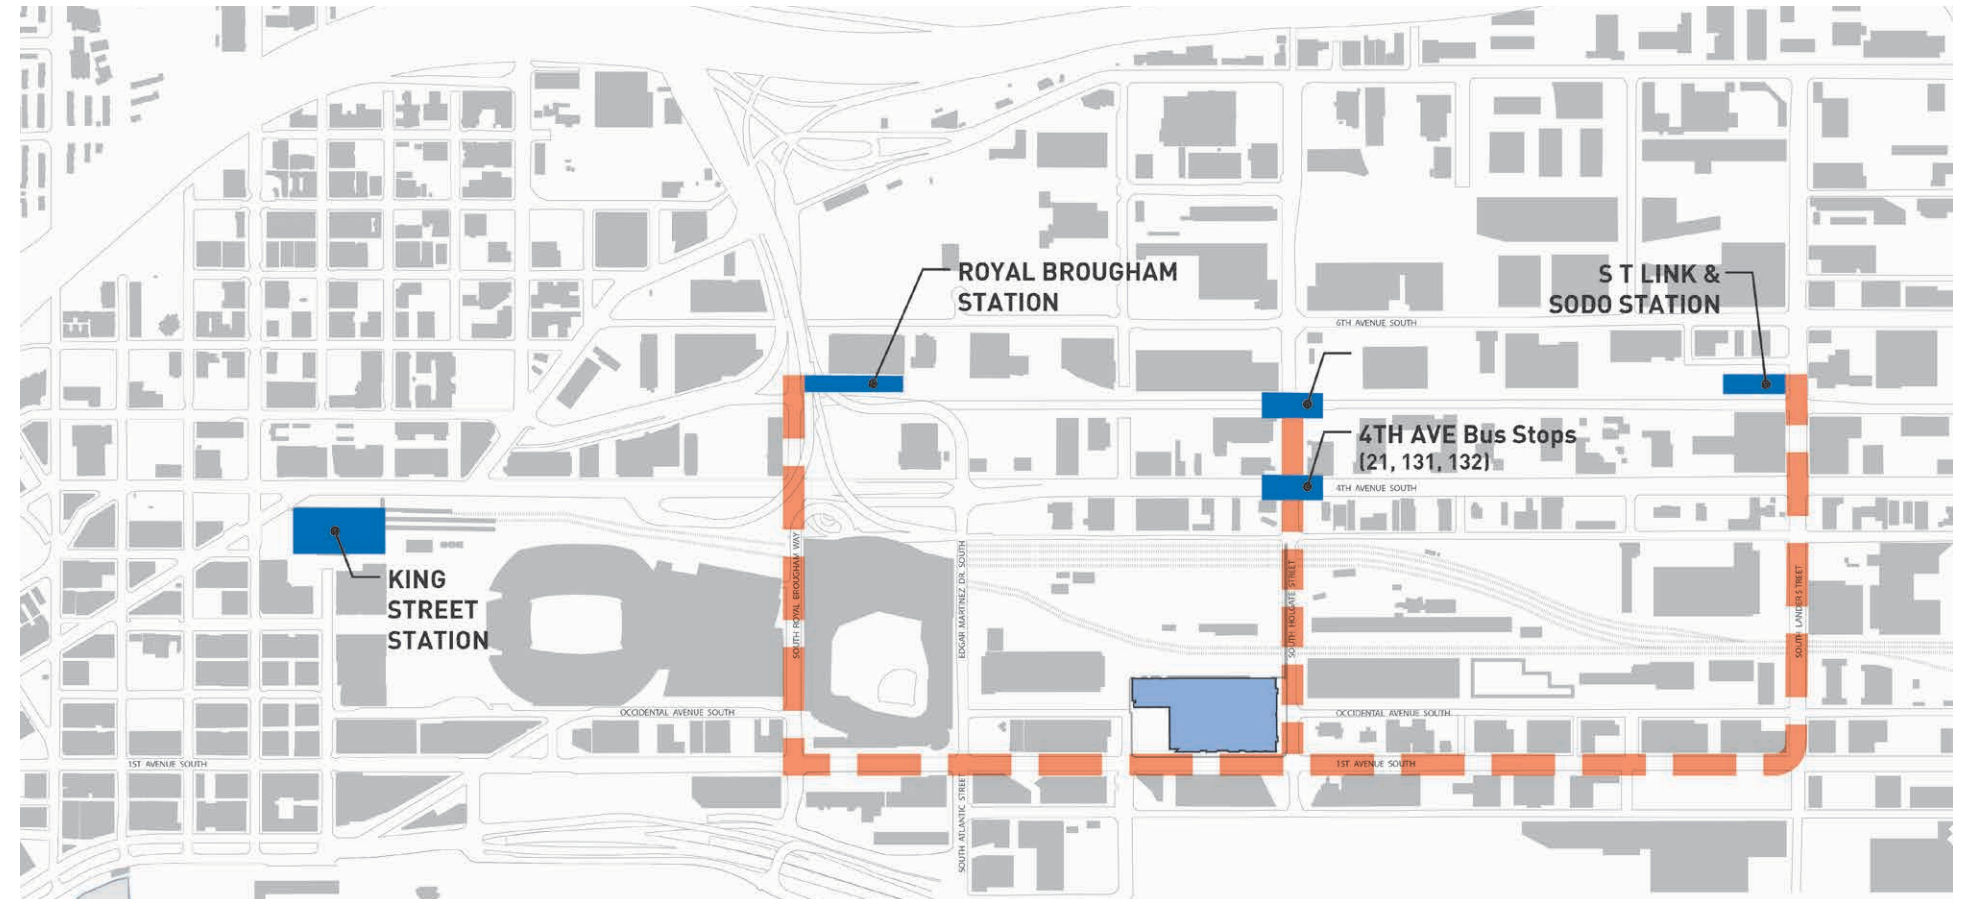 ROYAL BROUGHAM
STATION
S T LINK &
SODO STATION
6TH AVENUE SOUTH
4TH AVE Bus Stops
(21, 131, 132)
4TH AVENUE SOUTH
KING
STREET
STATION
SOUTH ROYAL BROUGHAM WAY
EDGAR MARTINEZ DR. SOUTH
SOUTH HOLGATE STREET
SOUTH LANDER STREET
OCCIDENTAL AVENUE SOUTH
OCCIDENTAL AVENUE SOUTH
1ST AVENUE SOUTH
1ST AVENUE SOUTH
SOUTH ATLANTIC STREET